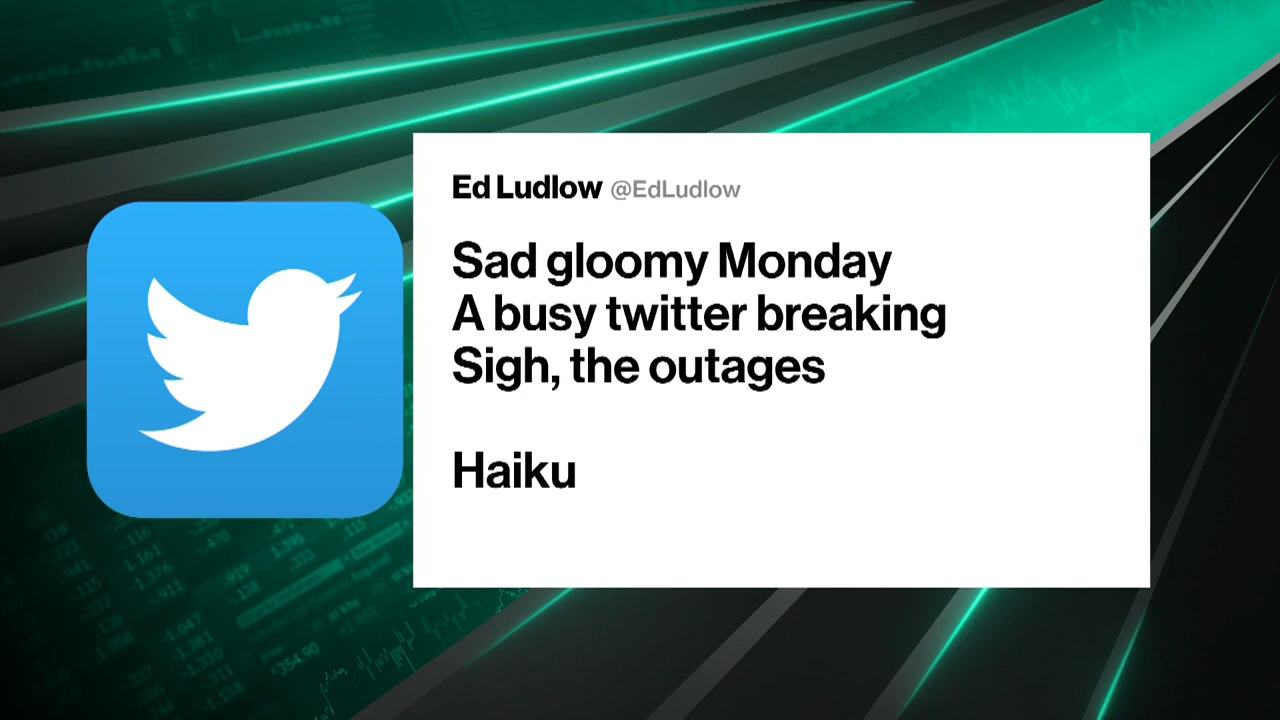 Ed Ludlow @EdLudlow
Sad gloomy Monday
A busy twitter breaking
Sigh, the outages
Haiku